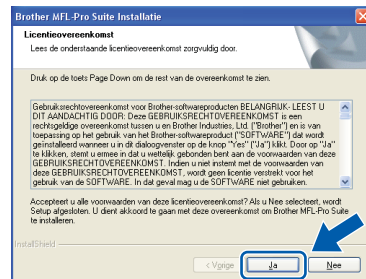 Brother MFL-Pro Suite Installatie
Licentieovereenkomst
Lees de onderstaande licentieovereenkomst zorgvuldig door.
Druk op de toets Page Down om de rest van de overeenkomst te zien.
Gebruiksrechtovereenkomst voor Brother-softwareproducten BELANGRIJK- LEEST U
DIT AANDACHTIG DOOR: Deze GEBRUIKSRECHTOVEREENKOMST is een
rechtsgeldige overeenkomst tussen u en Brother Industries, Ltd. ("Brother") en is van
toepassing op het gebruik van het Brother-softwareproduct ("SOFTWARE") dat wordt
geïnstalleerd wanneer u in dit dialoogvenster op de knop "Yes" ("Ja") klikt. Door op "Ja"
te klikken, stemt u ermee in dat u wettelijk gebonden bent aan de voorwaarden van deze
GEBRUIKSRECHTOVEREENKOMST. Indien u niet instemt met de voorwaarden van
deze GEBRUIKSRECHTOVEREENKOMST, wordt geen licentie verstrekt voor het
gebruik van de SOFTWARE. In dat geval mag u de SOFTWARE niet gebruiken.
Accepteert u alle voorwaarden van deze licentieovereenkomst? Als u Nee selecteert, wordt
Setup afgesloten. U dient akkoord te gaan met deze overeenkomst om Brother MFL-Pro Suite
te installeren.
InstallShield
< Vorige
Ja
Nee